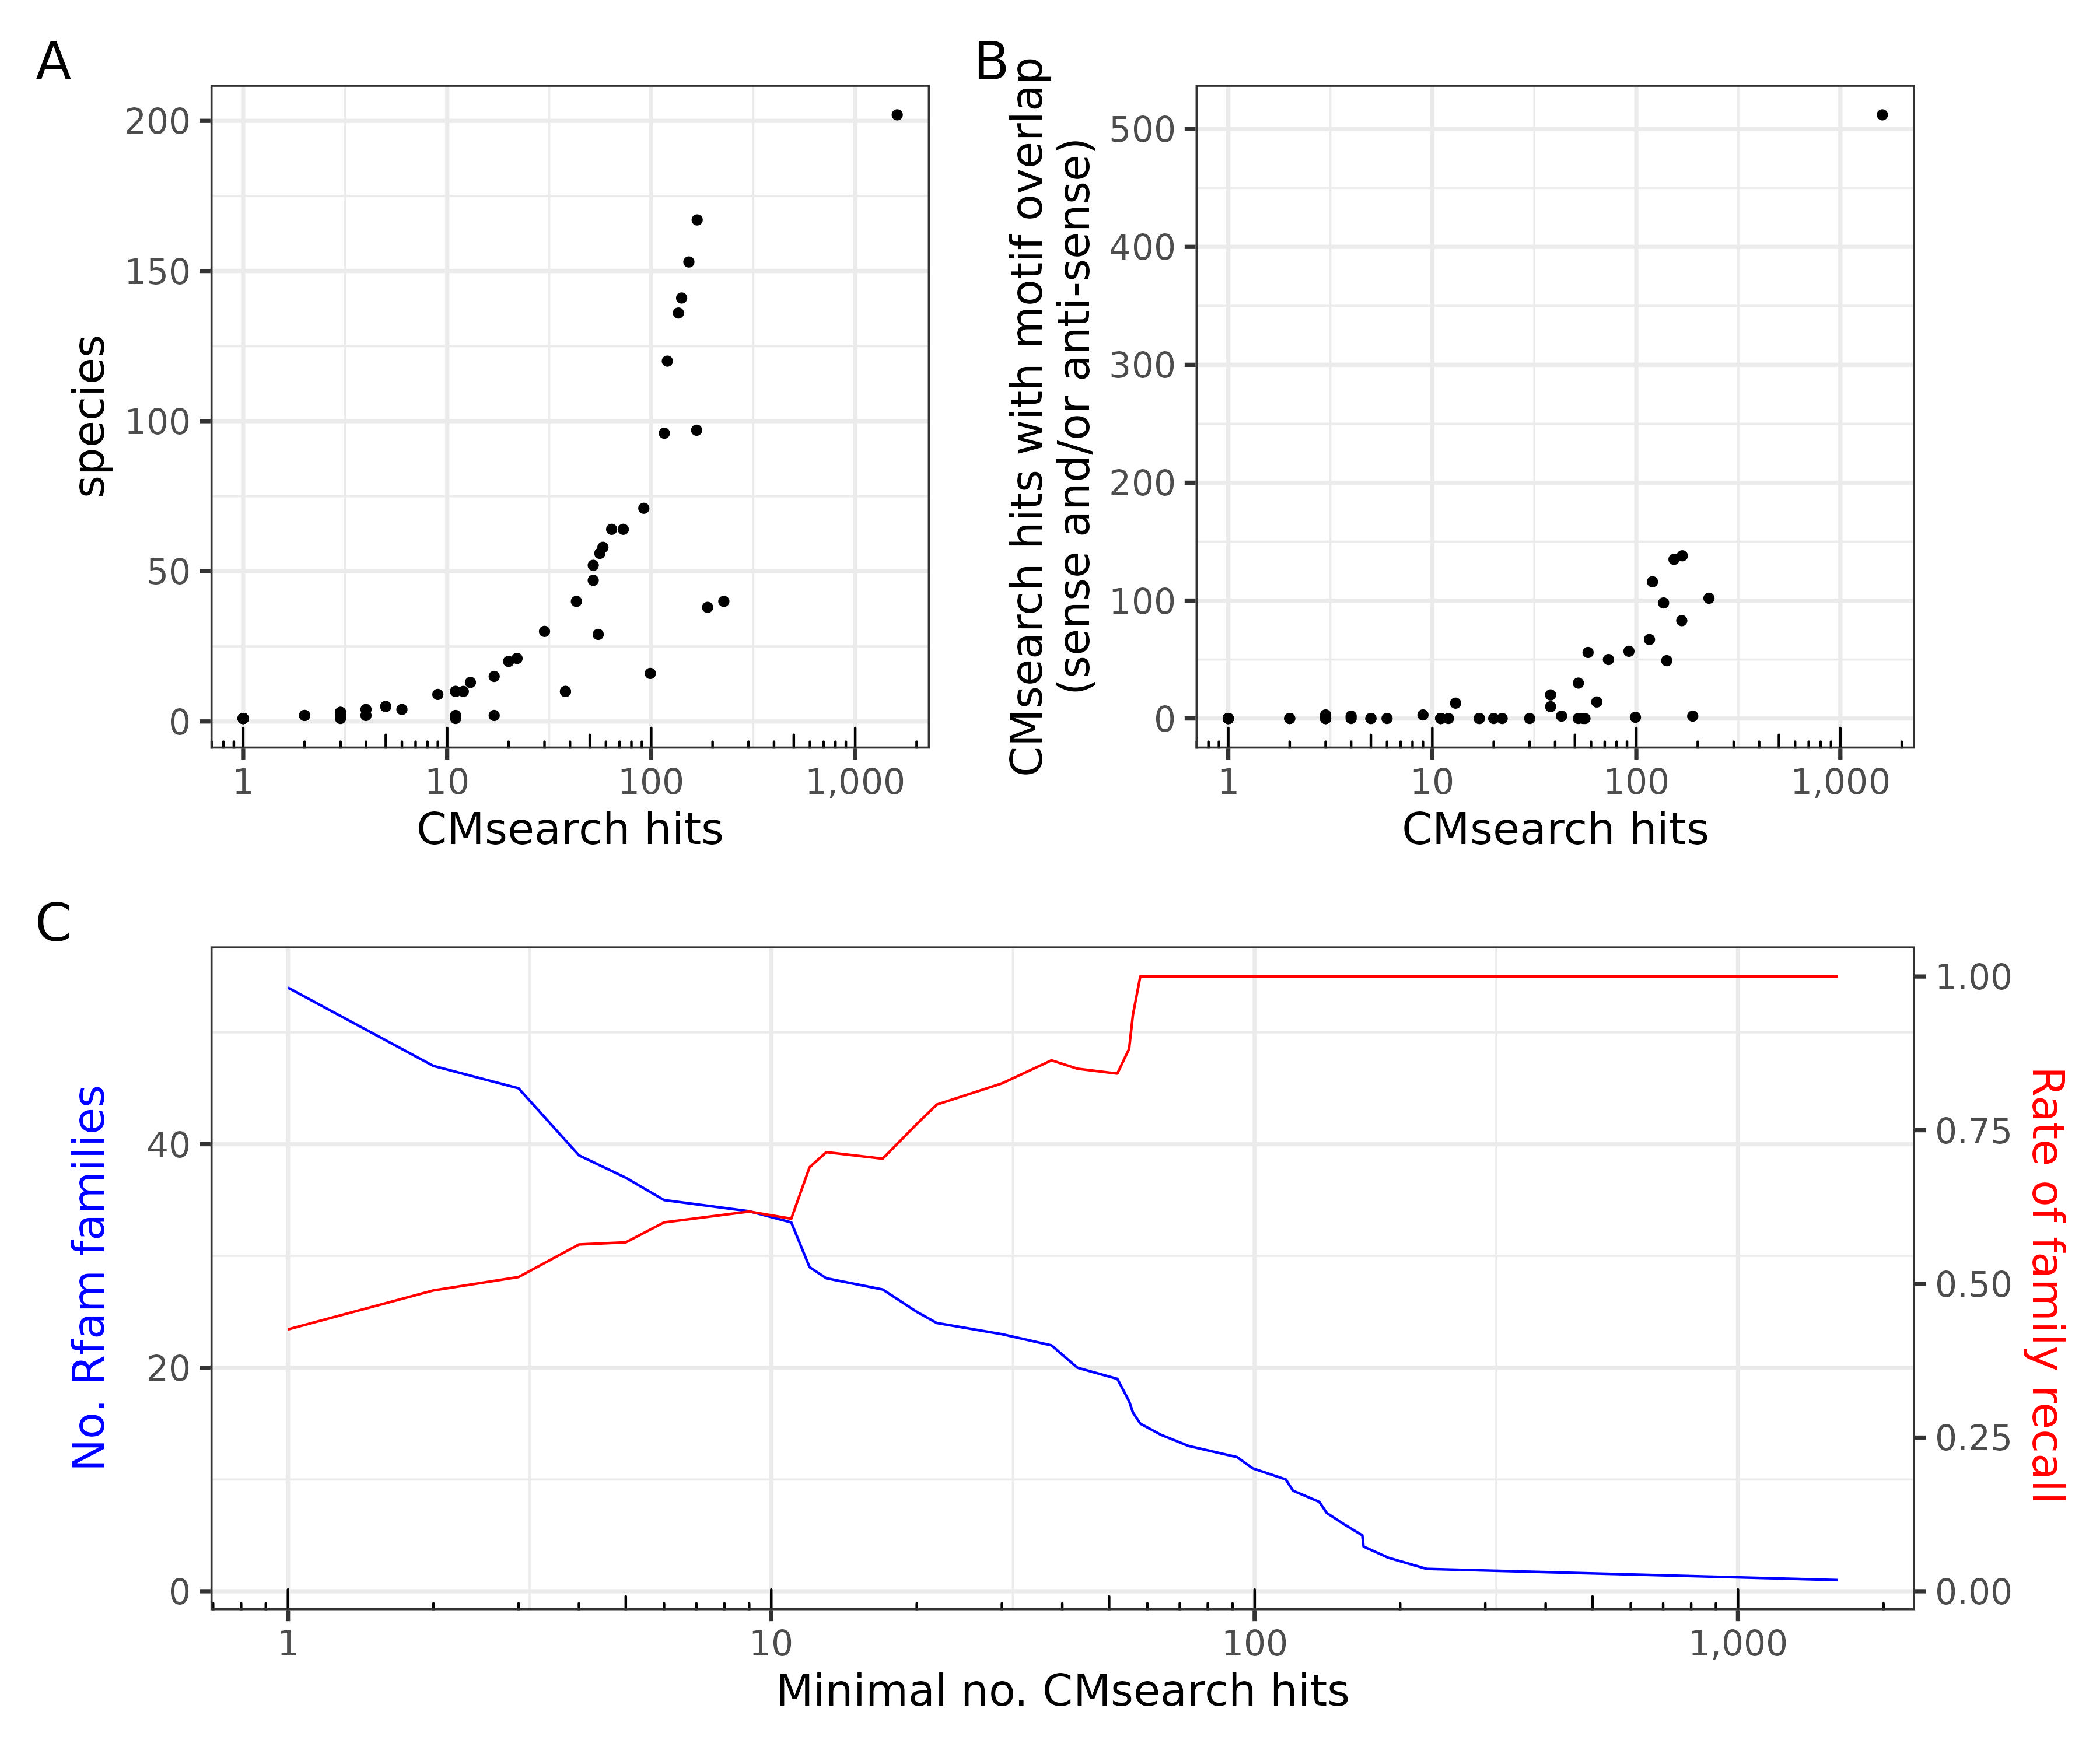 A
species
200
150
100
50
0
1 10 100 1,000
CMsearch hits
B
CMsearch hits with motif overlap
(sense and/or anti-sense)
500
400
300
200
100
0
1 10 100 1,000
CMsearch hits
C
No. Rfam families
40
20
0
1 10 100 1,000
Minimal no. CMsearch hits
1.00
0.75
0.50
0.25
0.00
Rate of family recall